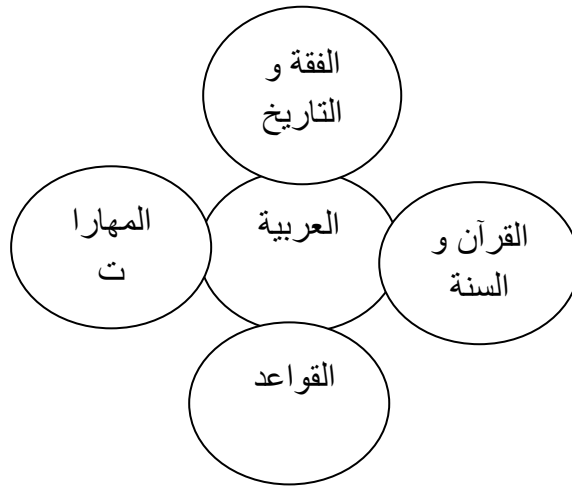 الفقة و
التاريخ
العربية
القرآن و
السنة
المهارا
ت
القواعد